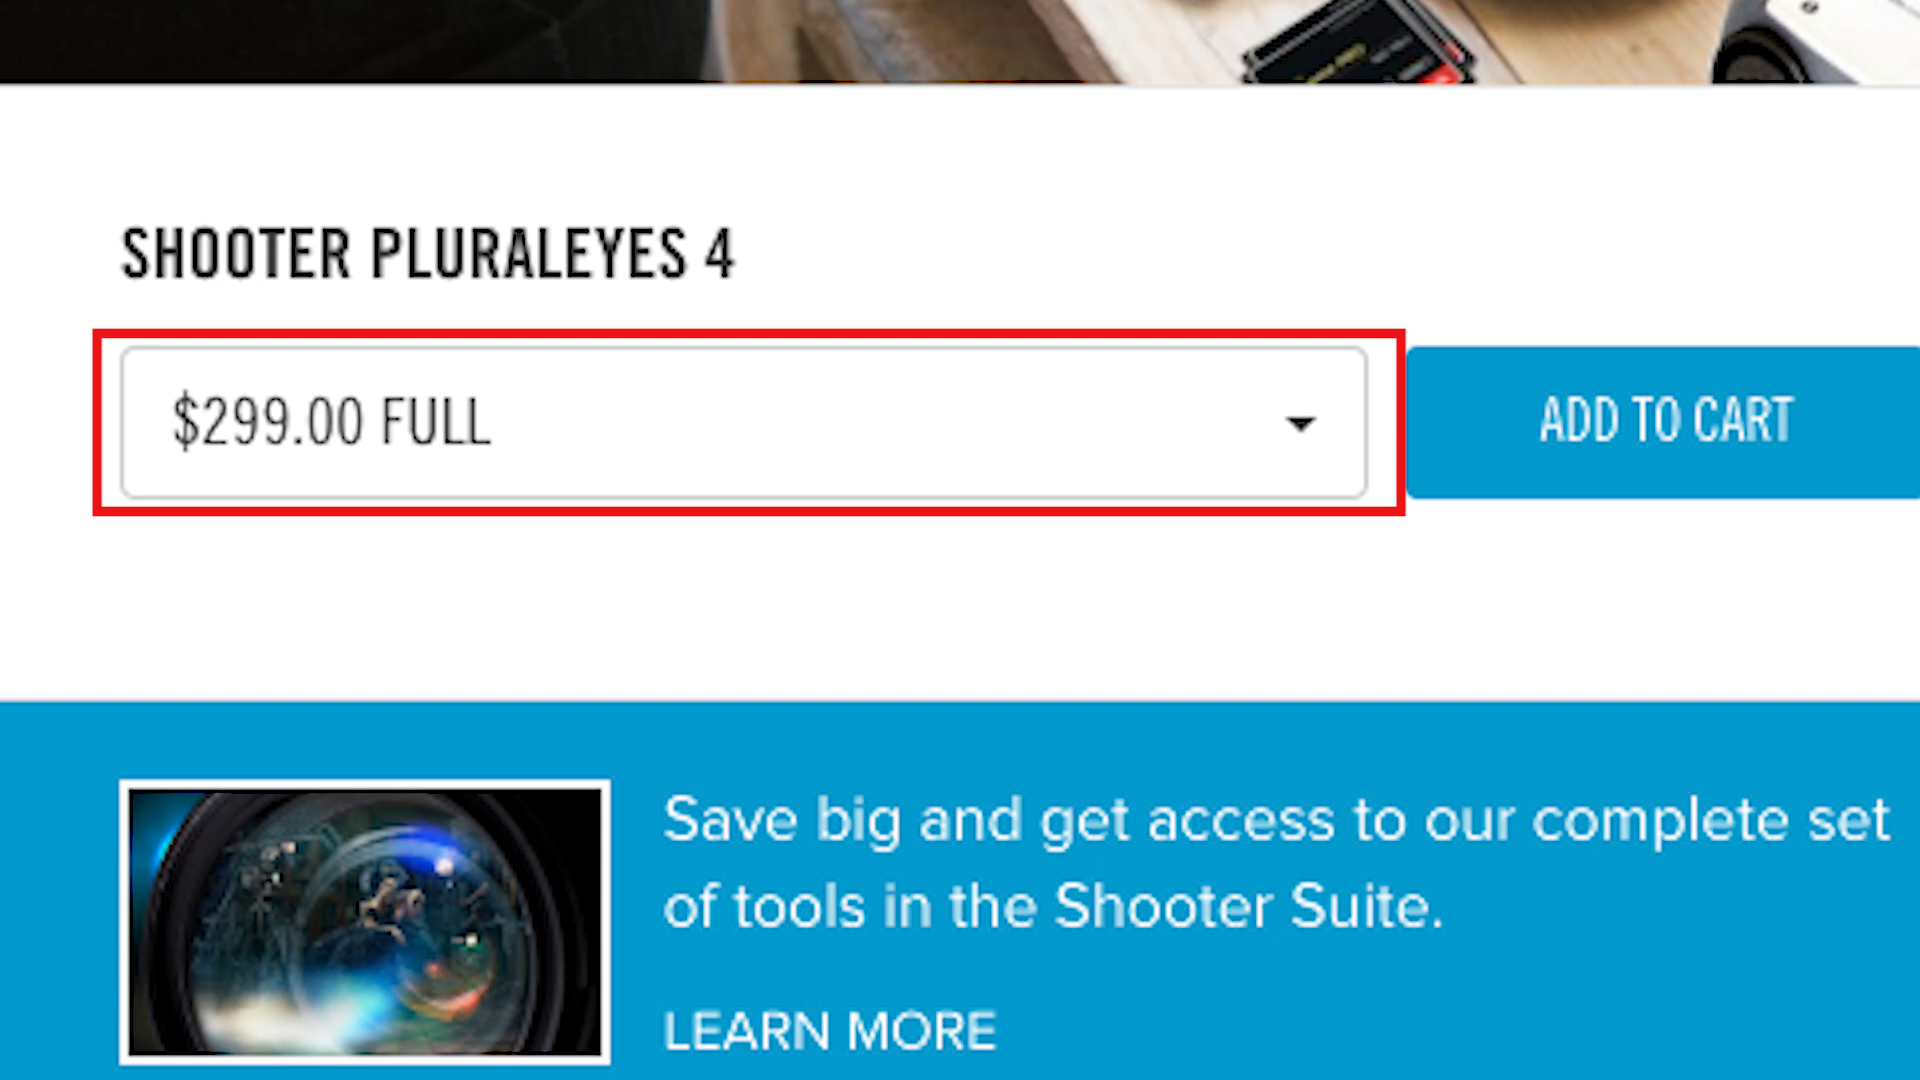 SHOOTER PLURALEYES 4
$299.00 FULL
ADD TO CART
Save big and get access to our complete set
of tools in the Shooter Suite.
LEARN MORE